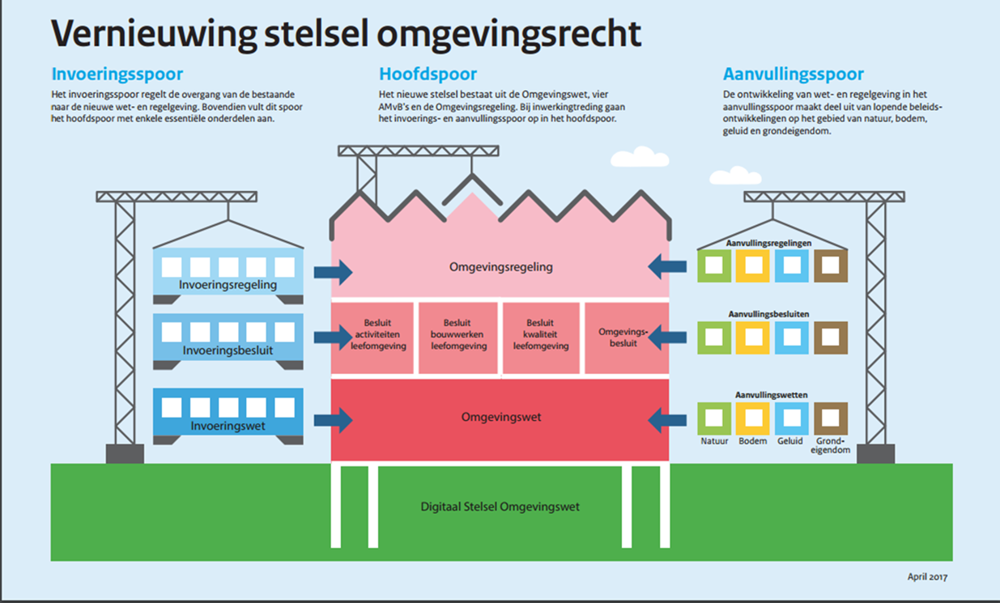 Vernieuwing stelsel omgevingsrecht
Invoeringsspoor
Het invoeringsspoor regelt de overgang van de bestaande
naar de nieuwe wet- en regelgeving. Bovendien vult dit spoor
het hoofdspoor met enkele essentiële onderdelen aan.
Hoofdspoor
Het nieuwe stelsel bestaat uit de Omgevingswet, vier
AMvB's en de Omgevingsregeling. Bij inwerkingtreding gaan
het invoerings- en aanvullingsspoor op in het hoofdspoor.
Aanvullingsspoor
De ontwikkeling van wet- en regelgeving in het
aanvullingsspoor maakt deel uit van lopende beleids-
ontwikkelingen op het gebied van natuur, bodem,
geluid en grondeigendom.
Invoeringsregeling
Invoeringsbesluit
Invoeringswet
Omgevingsregeling
Besluit
activiteiten
leefomgeving
Besluit
bouwwerken
leefomgeving
Besluit
kwaliteit
leefomgeving
Omgevings-
besluit
Omgevingswet
Digitaal Stelsel Omgevingswet
Aanvullingsregelingen
Aanvullingsbesluiten
Aanvullingswetten
Natuur
Bodem
Geluid
Grond-
eigendom
April 2017